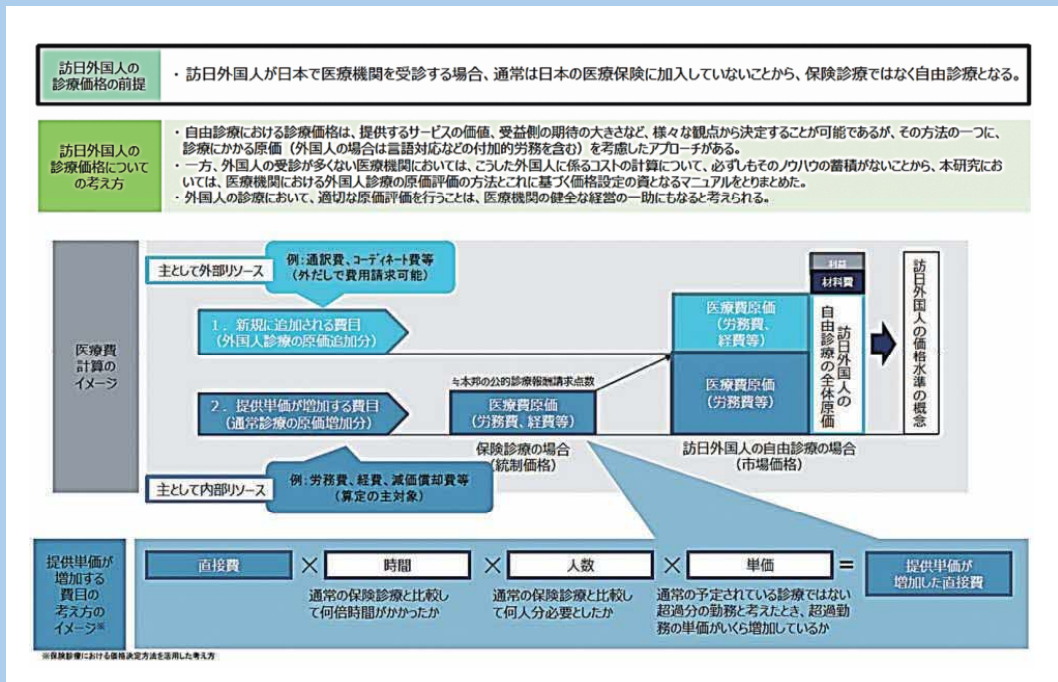 訪日外国人の
診療価格の前提
・訪日外国人が日本で医療機関を受診する場合、通常は日本の医療保険に加入していないことから、保険診療ではなく自由診療となる。
訪日外国人の
診療価格について
の考え方
・自由診療における診療価格は、提供するサービスの価値、受益側の期待の大きさなど、様々な観点から決定することが可能であるが、その方法の一つに、
診療にかかる原価（外国人の場合は言語対応などの付加的労務を含む）を考慮したアプローチがある。
・一方、外国人の受診が多くない医療機関においては、こうした外国人に係るコストの計算について、必ずしもそのノウハウの蓄積がないことから、本研究にお
いては、医療機関における外国人診療の原価評価の方法とこれに基づく価格設定の資となるマニュアルをとりまとめた。
・外国人の診療において、適切な原価評価を行うことは、医療機関の健全な経営の一助にもなると考えられる。
医療費
計算の
イメージ
主として外部リソース
例：通訳費、コーディネート費等
（外だしで費用請求可能）
1．新規に追加される費目
（外国人診療の原価追加分）
2．提供単価が増加する費目
（通常診療の原価増加分）
主として内部リソース
例：労務費、経費、減価償却費等
（算定の主対象）
≒本邦の公的診療報酬請求点数
医療費原価
（労務費、経費等）
保険診療の場合
（統制価格）
医療費原価
（労務費、
経費等）
医療費原価
（労務費等）
利益
材料費
訪日外国人の
自由診療の全体原価
訪日外国人の自由診療の場合
（市場価格）
訪日外国人の価格水準の概念
提供単価が
増加する
費目の
考え方の
イメージ※
直接費
×
時間
×
人数
×
単価
＝
提供単価が
増加した直接費
通常の保険診療と比較し
て何倍時間がかかったか
通常の保険診療と比較し
て何人分必要としたか
通常の予定されている診療ではない
超過分の勤務と考えたとき、超過勤
務の単価がいくら増加しているか
※保険診療における価格決定方法を活用した考え方